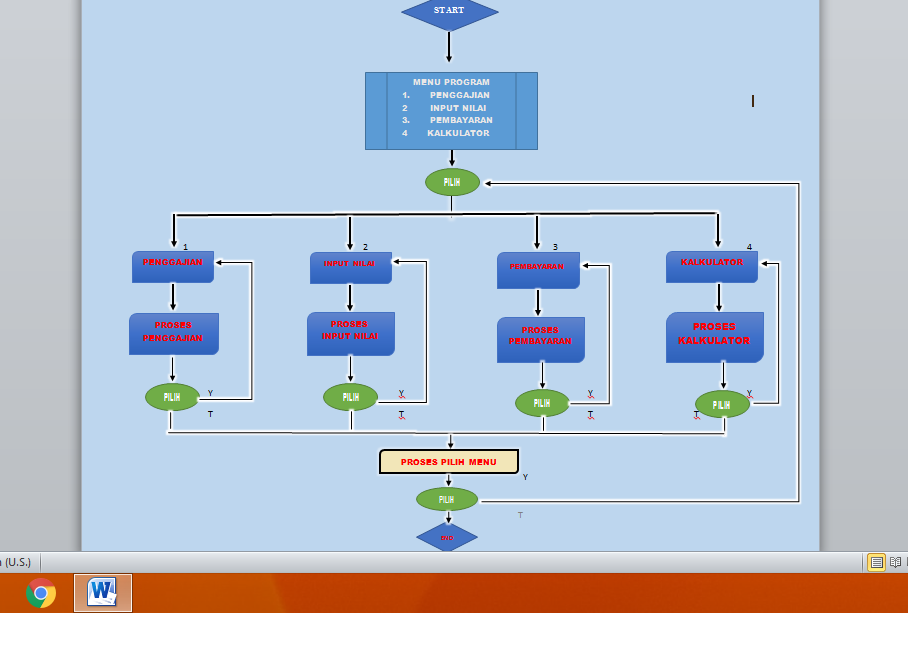 START
MENU PROGRAM
1. PENGGAJIAN
2 INPUT NILAI
3. PEMBAYARAN
4 KALKULATOR
PILIH
1
2
3
4
PENGGAJIAN
INPUT NILAI
PEMBAYARAN
KALKULATOR
PROSES
PENGGAJIAN
PROSES
INPUT NILAI
PROSES
PEMBAYARAN
PROSES
KALKULATOR
PILIH
Y
T
PILIH
Y
T
PILIH
Y
T
PILIH
Y
T
PROSES PILIH MENU
Y
PILIH
T
END
(U.S.)
W